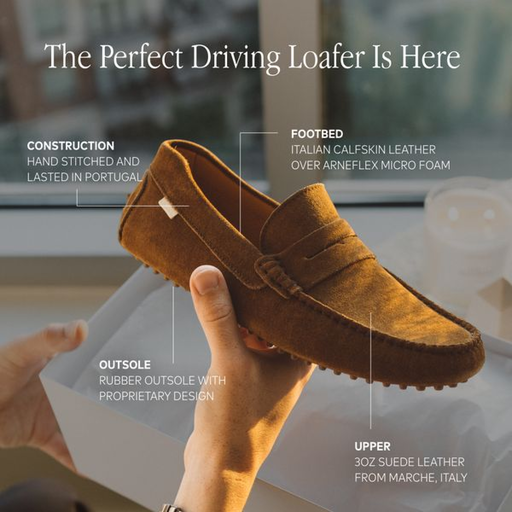 The Perfect Driving Loafer Is Here
CONSTRUCTION
HAND STITCHED AND
LASTED IN PORTUGAL
FOOTBED
ITALIAN CALFSKIN LEATHER
OVER ARNEFLEX MICRO FOAM
OUTSOLE
RUBBER OUTSOLE WITH
PROPRIETARY DESIGN
UPPER
3OZ SUEDE LEATHER
FROM MARCHE, ITALY